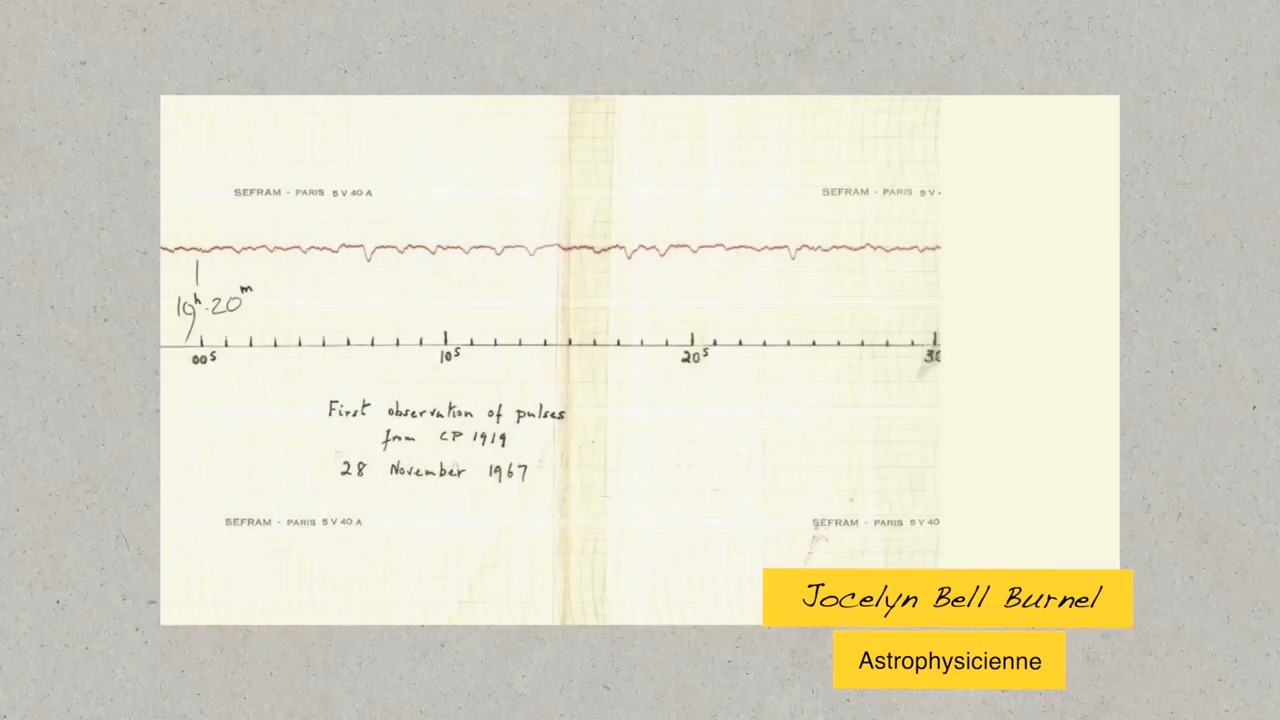 SEFRAM - PARIS 5 V 40 A
SEFRAM - PARIS 5 V
19h.20m
00s
10s
20s
30
First observation of pulses
from CP 1919
28 November 1967
SEFRAM - PARIS 5 V 40 A
SEFRAM - PARIS 5 V 40
Jocelyn Bell Burnel
Astrophysicienne